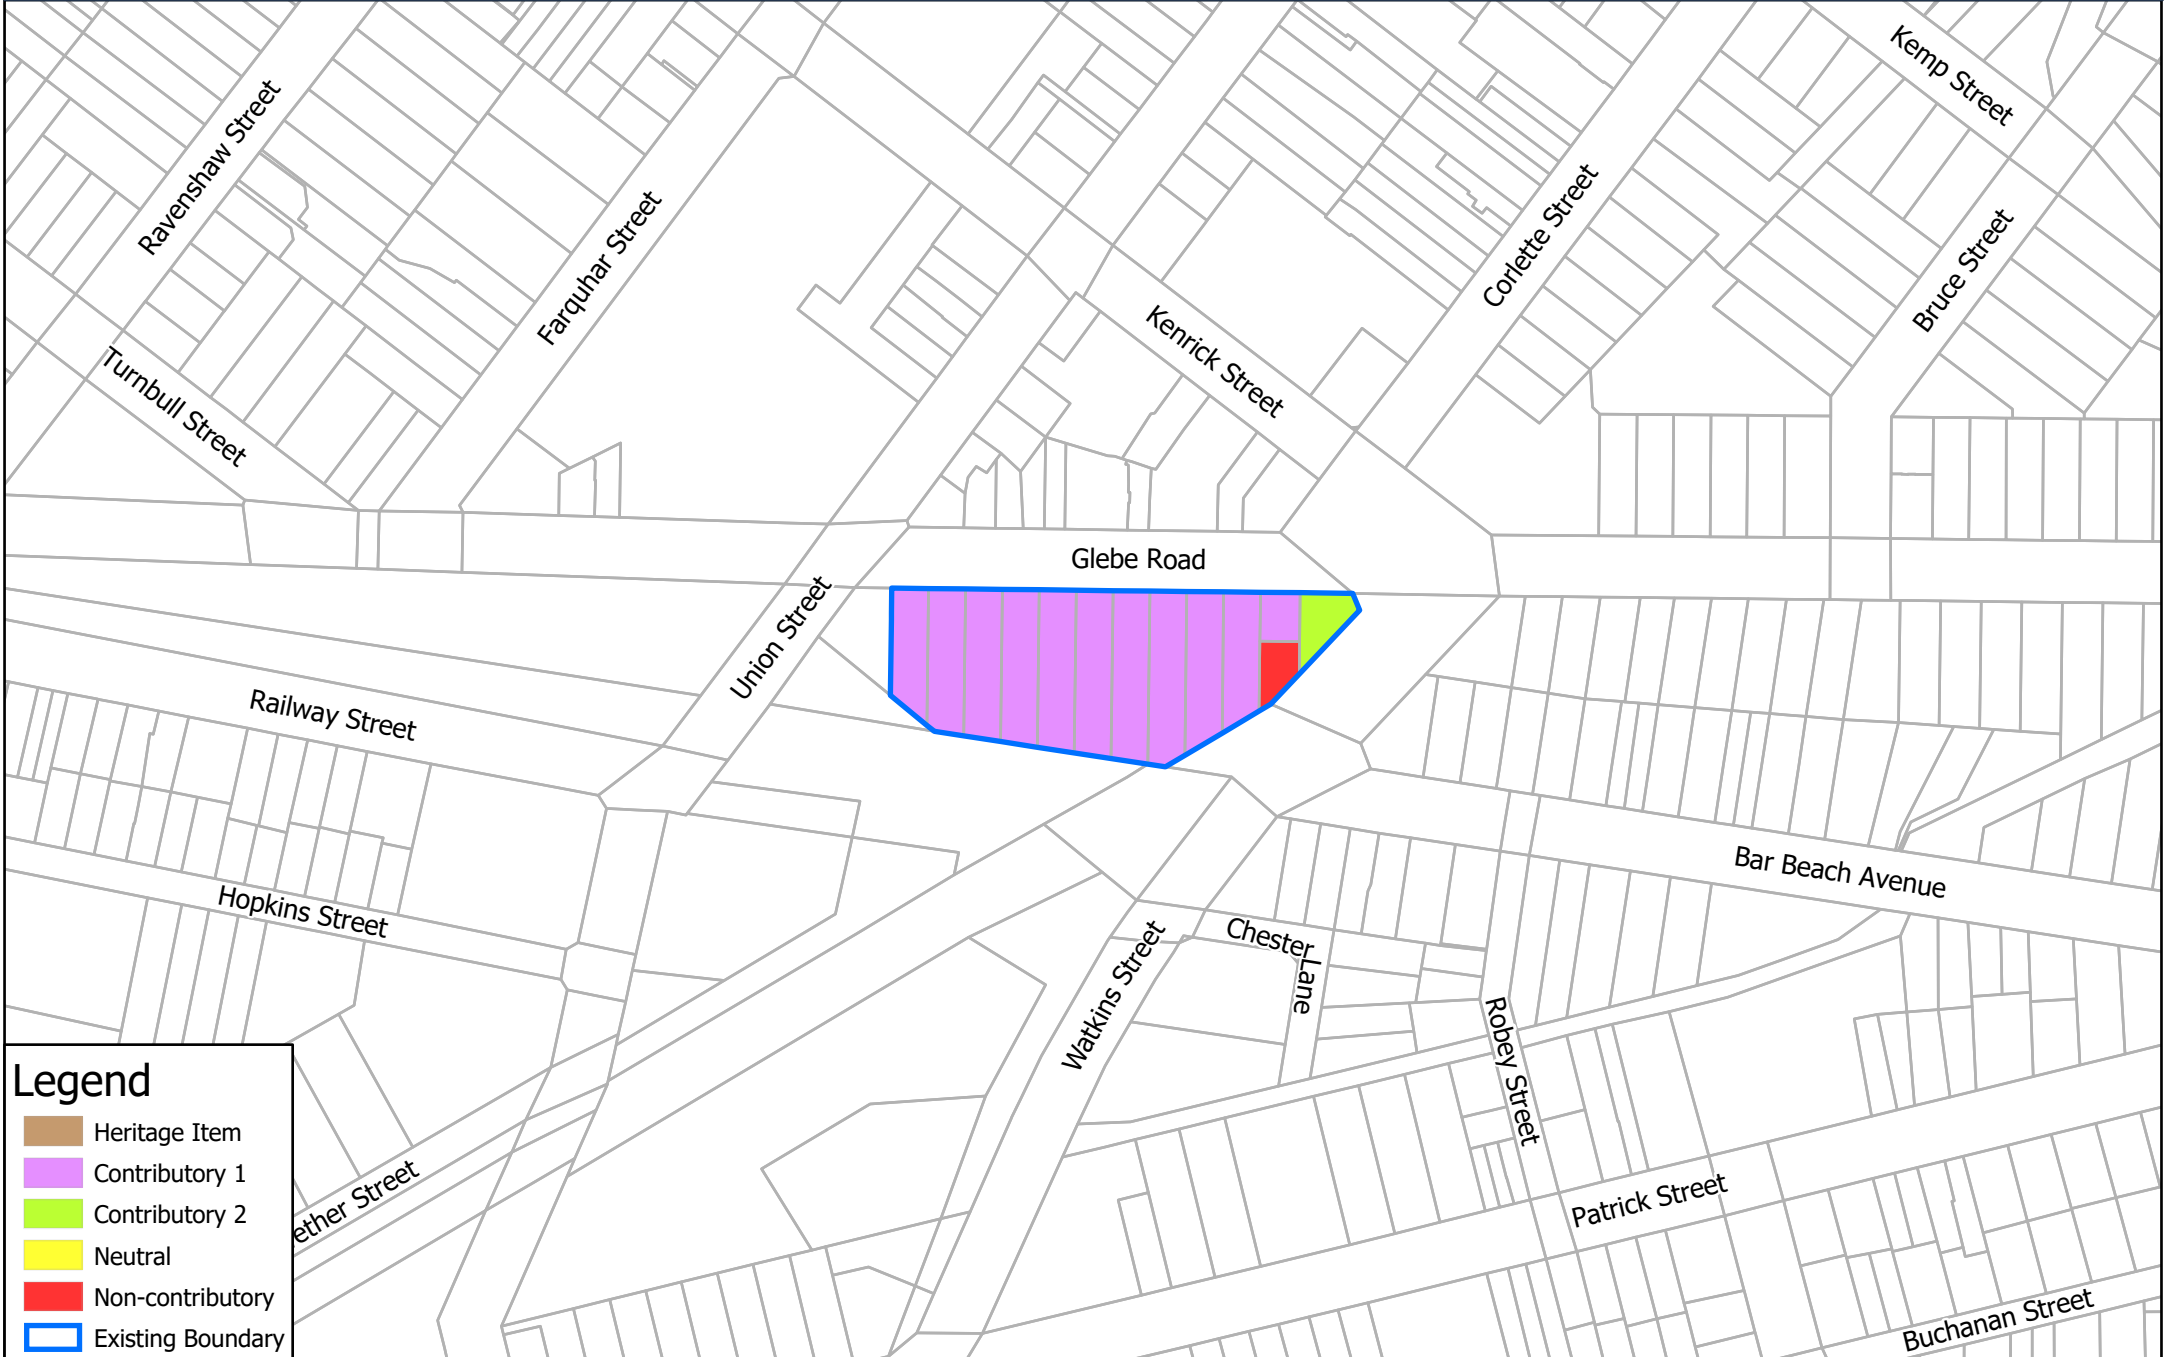 Kemp Street
Ravenshaw Street
Farquhar Street
Corlette Street
Bruce Street
Kenrick Street
Turnbull Street
Glebe Road
Union Street
Railway Street
Bar Beach Avenue
Hopkins Street
Chester
Lane
Watkins Street
Robey Street
ether Street
Patrick Street
Buchanan Street
Legend
Heritage Item
Contributory 1
Contributory 2
Neutral
Non-contributory
Existing Boundary